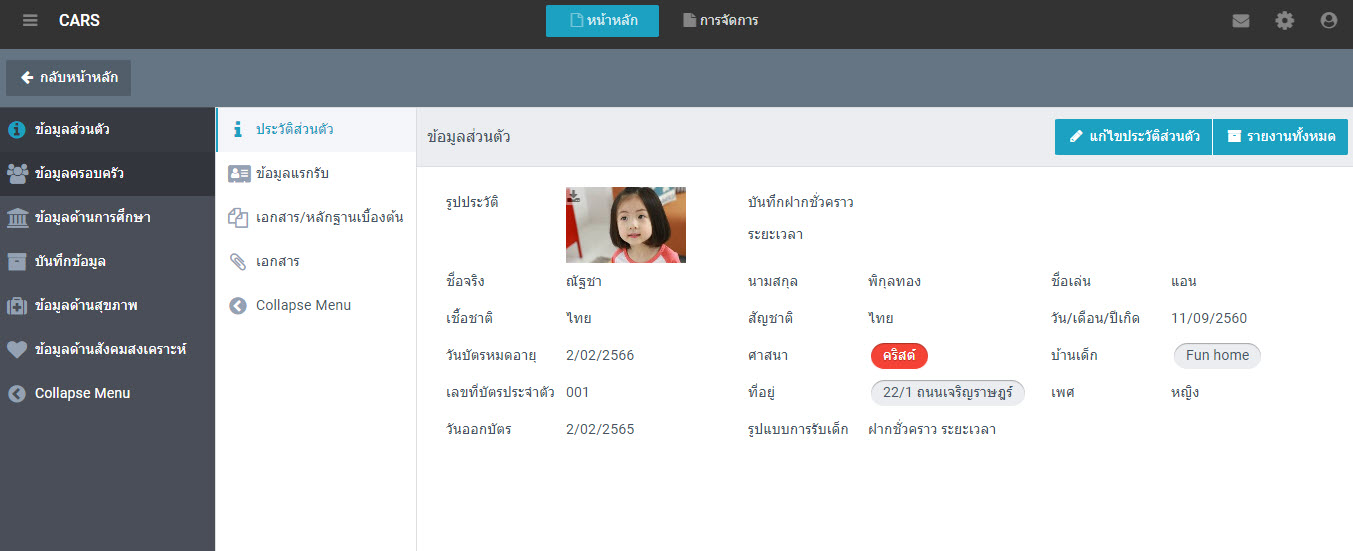 CARS
หน้าหลัก
การจัดการ
กลับหน้าหลัก
ข้อมูลส่วนตัว
ข้อมูลครอบครัว
ข้อมูลด้านการศึกษา
บันทึกข้อมูล
ข้อมูลด้านสุขภาพ
ข้อมูลด้านสังคมสงเคราะห์
Collapse Menu
ประวัติส่วนตัว
ข้อมูลแรกรับ
เอกสาร/หลักฐานเบื้องต้น
เอกสาร
Collapse Menu
ข้อมูลส่วนตัว
แก้ไขประวัติส่วนตัว
รายงานทั้งหมด
รูปประวัติ
บันทึกฝากชั่วคราว
ระยะเวลา
ชื่อจริง ณัฐชา นามสกุล พิกุลทอง ชื่อเล่น แอน
เชื้อชาติ ไทย สัญชาติ ไทย วัน/เดือน/ปีเกิด 11/09/2560
วันบัตรหมดอายุ 2/02/2566 ศาสนา คริสต์ บ้านเด็ก Fun home
เลขที่บัตรประจำตัว 001 ที่อยู่ 22/1 ถนนเจริญราษฎร์ เพศ หญิง
วันออกบัตร 2/02/2565 รูปแบบการรับเด็ก ฝากชั่วคราว ระยะเวลา